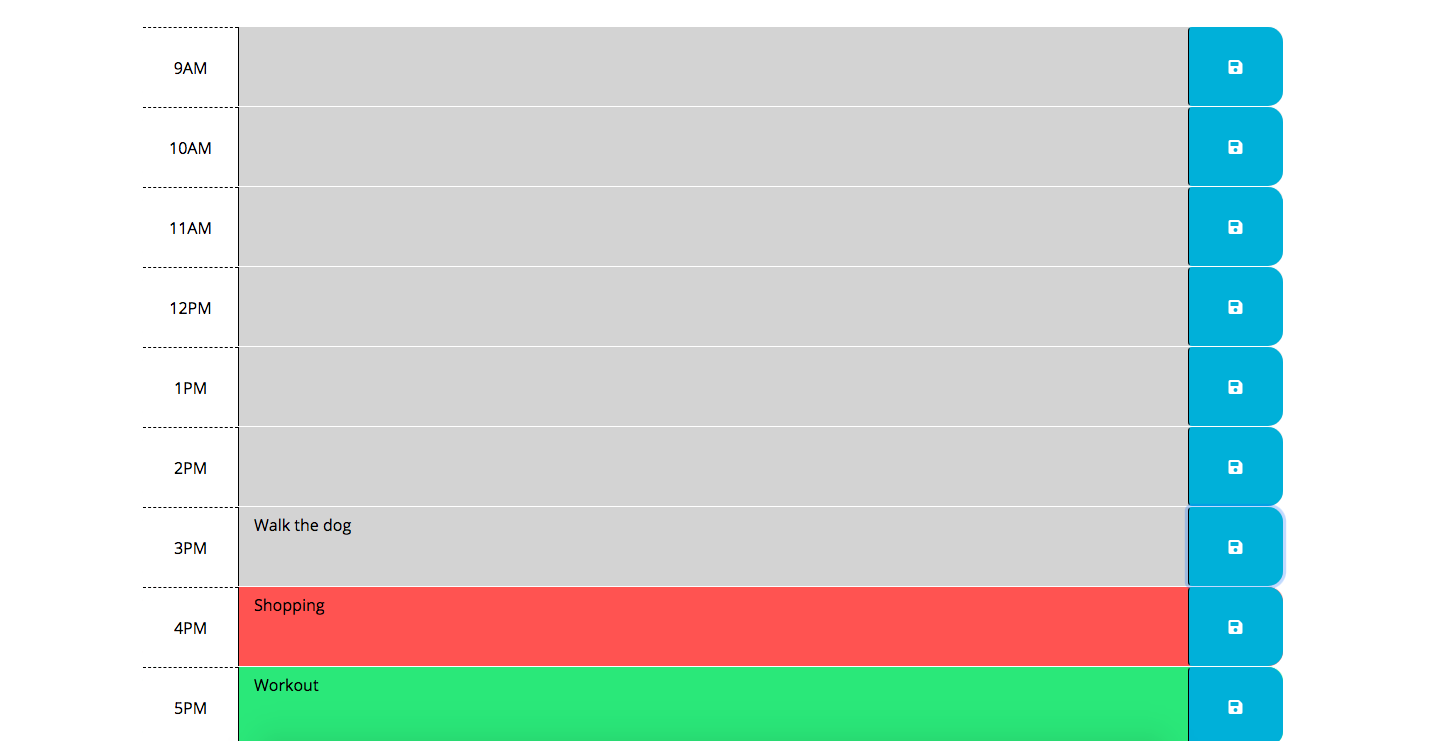 9AM
10AM
11AM
12PM
1PM
2PM
3PM
Walk the dog
4PM
Shopping
5PM
Workout